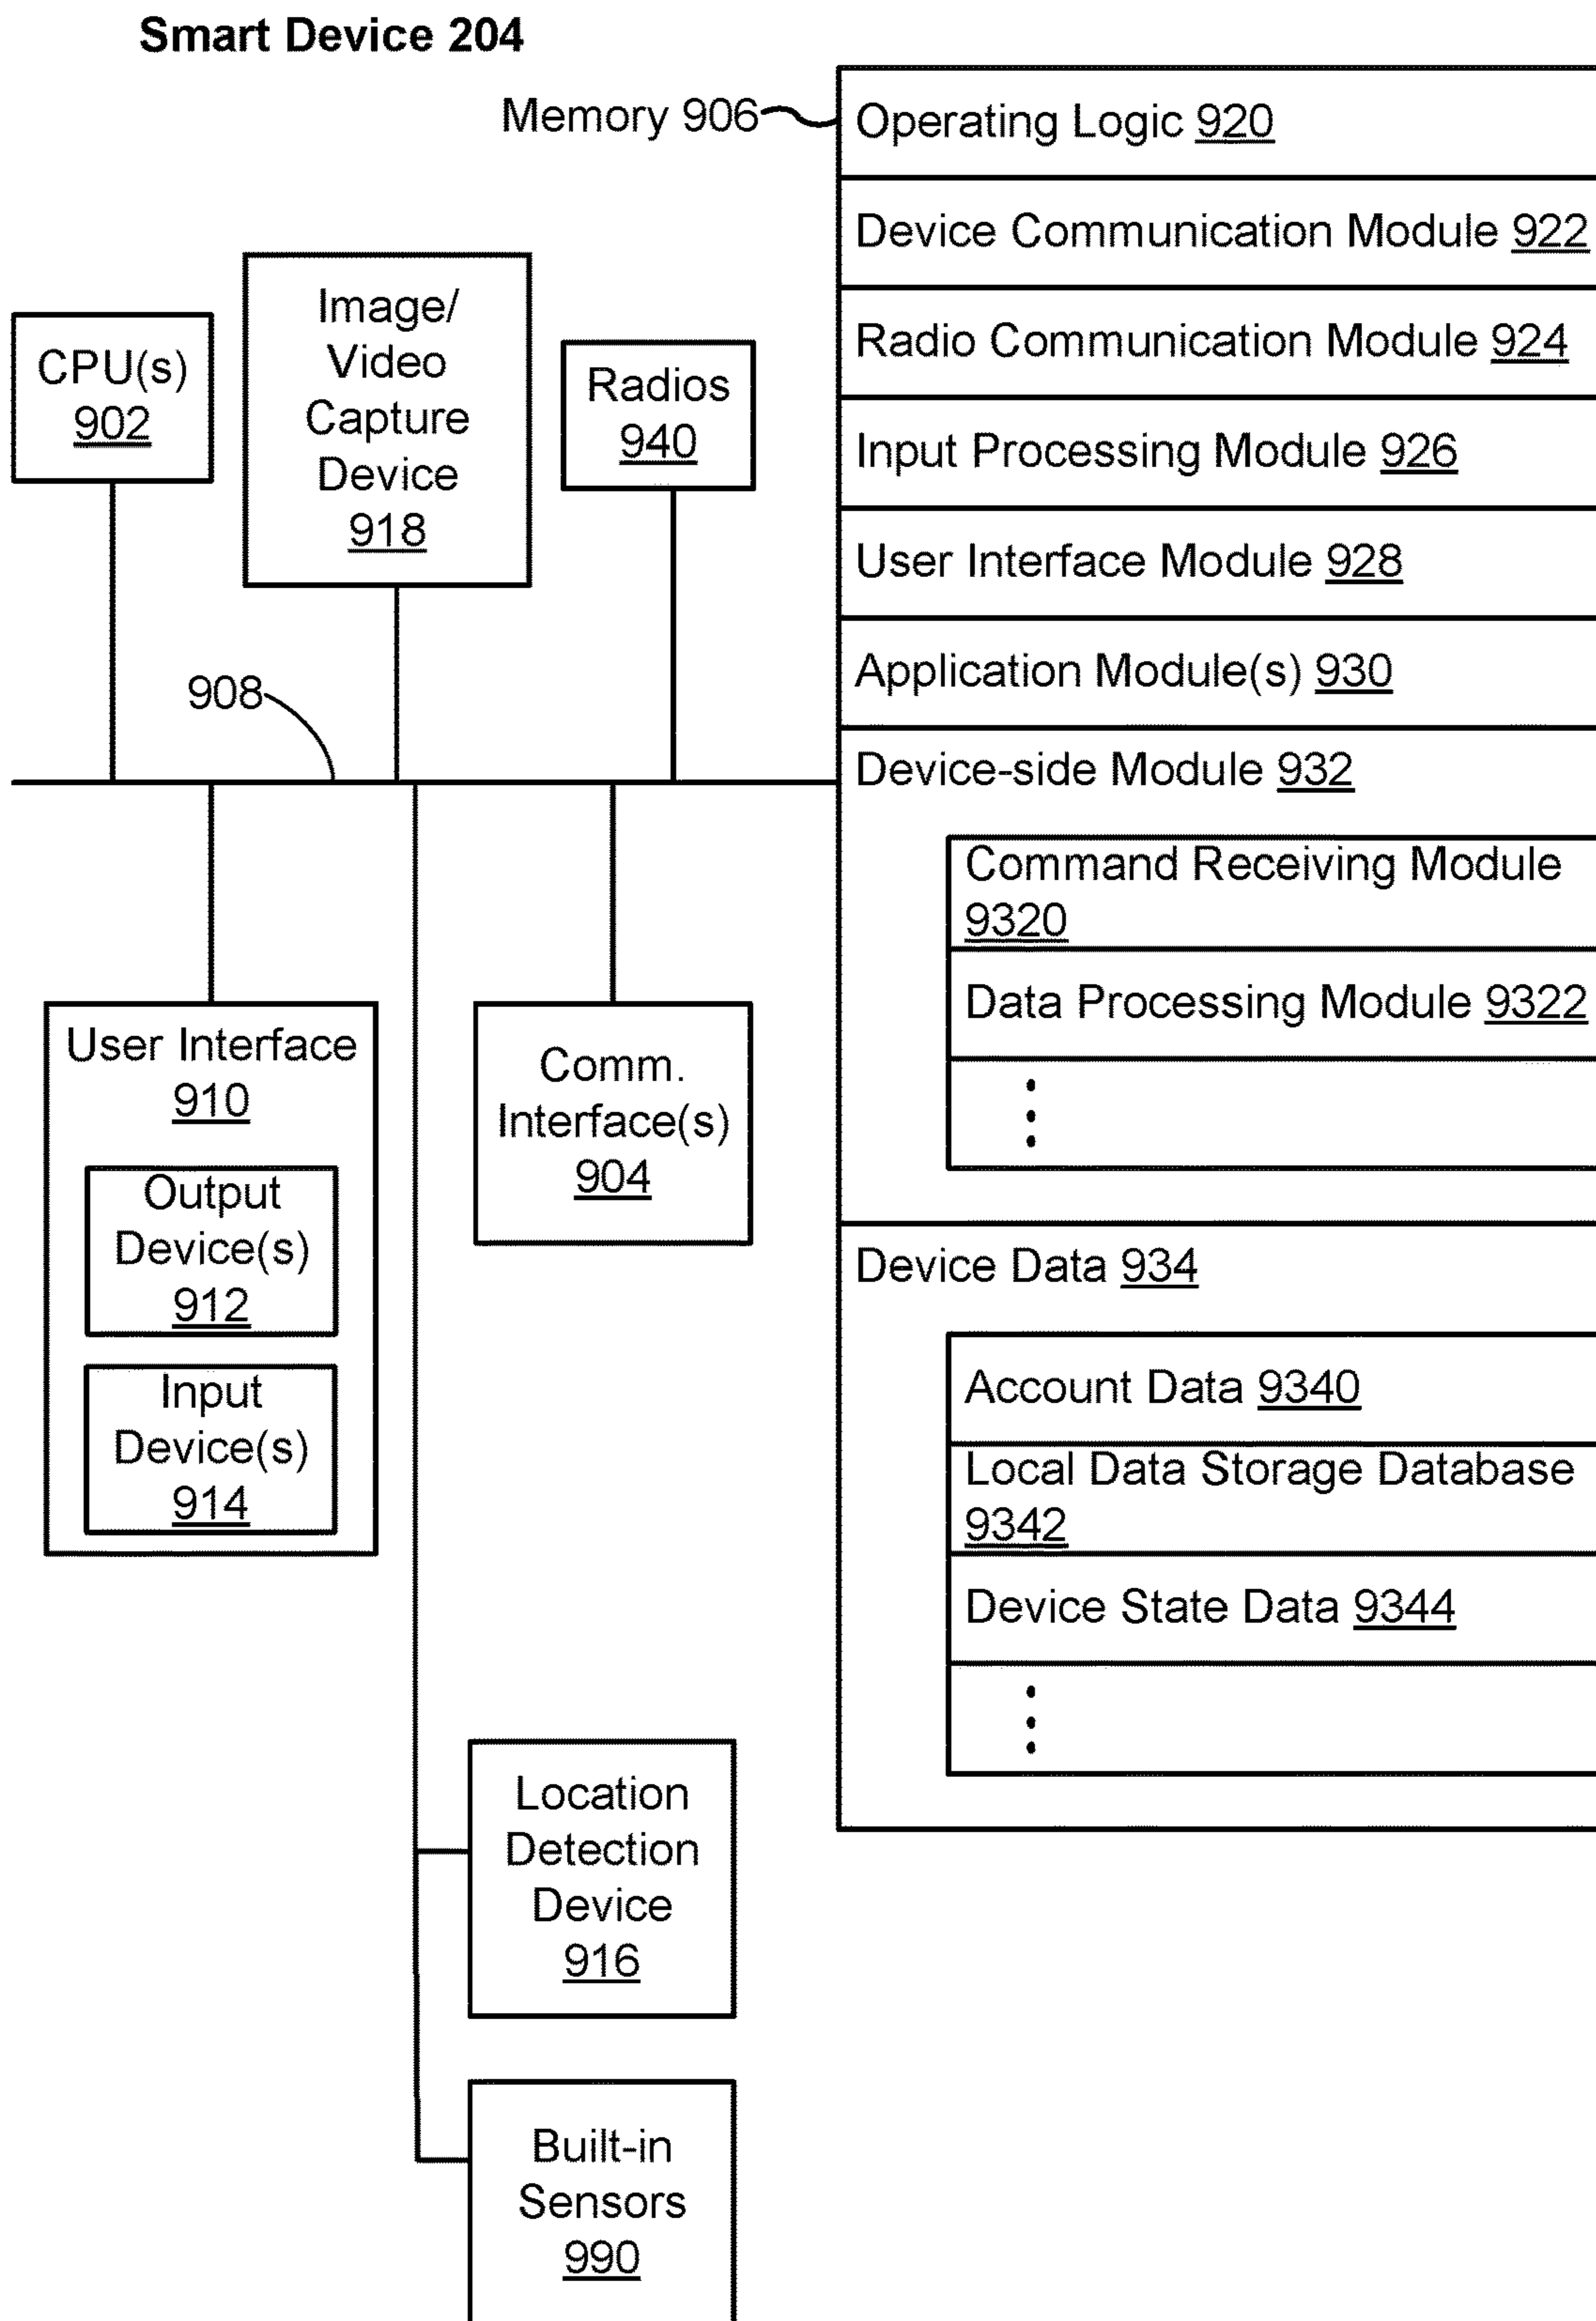 Smart Device 204
Memory 906
Operating Logic 920
Device Communication Module 922
Radio Communication Module 924
Input Processing Module 926
User Interface Module 928
Application Module(s) 930
Device-side Module 932
Command Receiving Module
9320
Data Processing Module 9322
Device Data 934
Account Data 9340
Local Data Storage Database
9342
Device State Data 9344
CPU(s)
902
Image/
Video
Capture
Device
918
Radios
940
908
User Interface
910
Output
Device(s)
912
Input
Device(s)
914
Comm.
Interface(s)
904
Location
Detection
Device
916
Built-in
Sensors
990